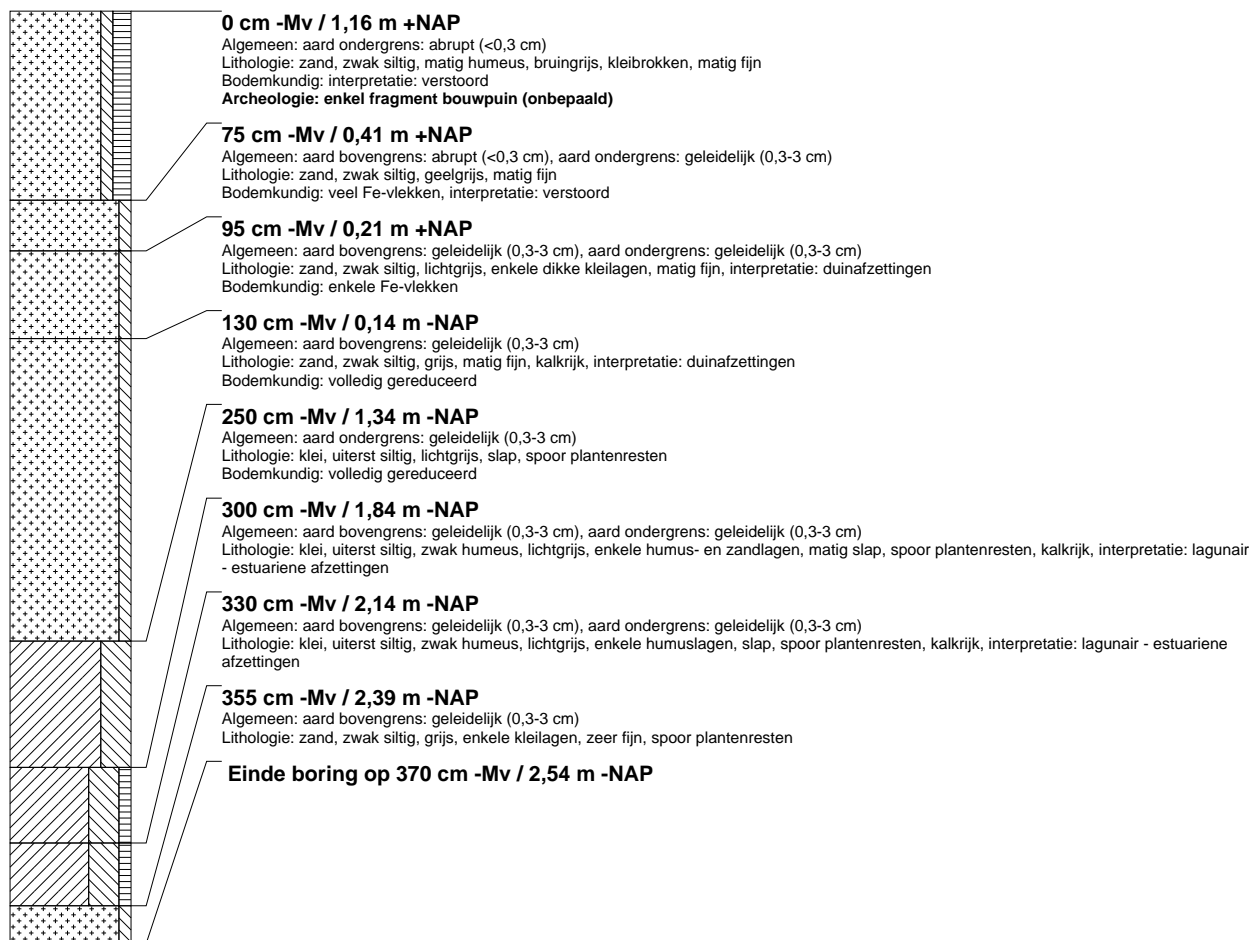 0 cm -Mv / 1,16 m +NAP
Algemeen: aard ondergrens: abrupt (<0,3 cm)
Lithologie: zand, zwak siltig, matig humeus, bruingrijs, kleibrokken, matig fijn
Bodemkundig: interpretatie: verstoord
Archeologie: enkel fragment bouwpuin (onbepaald)
75 cm -Mv / 0,41 m +NAP
Algemeen: aard bovengrens: abrupt (<0,3 cm), aard ondergrens: geleidelijk (0,3-3 cm)
Lithologie: zand, zwak siltig, geelgrijs, matig fijn
Bodemkundig: veel Fe-vlekken, interpretatie: verstoord
95 cm -Mv / 0,21 m +NAP
Algemeen: aard bovengrens: geleidelijk (0,3-3 cm), aard ondergrens: geleidelijk (0,3-3 cm)
Lithologie: zand, zwak siltig, lichtgrijs, enkele dikke kleilagen, matig fijn, interpretatie: duinafzettingen
Bodemkundig: enkele Fe-vlekken
130 cm -Mv / 0,14 m -NAP
Algemeen: aard bovengrens: geleidelijk (0,3-3 cm)
Lithologie: zand, zwak siltig, grijs, matig fijn, kalkrijk, interpretatie: duinafzettingen
Bodemkundig: volledig gereduceerd
250 cm -Mv / 1,34 m -NAP
Algemeen: aard ondergrens: geleidelijk (0,3-3 cm)
Lithologie: klei, uiterst siltig, lichtgrijs, slap, spoor plantenresten
Bodemkundig: volledig gereduceerd
300 cm -Mv / 1,84 m -NAP
Algemeen: aard bovengrens: geleidelijk (0,3-3 cm), aard ondergrens: geleidelijk (0,3-3 cm)
Lithologie: klei, uiterst siltig, zwak humeus, lichtgrijs, enkele humus- en zandlagen, matig slap, spoor plantenresten, kalkrijk, interpretatie: lagunair
- estuariene afzettingen
330 cm -Mv / 2,14 m -NAP
Algemeen: aard bovengrens: geleidelijk (0,3-3 cm), aard ondergrens: geleidelijk (0,3-3 cm)
Lithologie: klei, uiterst siltig, zwak humeus, lichtgrijs, enkele humuslagen, slap, spoor plantenresten, kalkrijk, interpretatie: lagunair - estuariene
afzettingen
355 cm -Mv / 2,39 m -NAP
Algemeen: aard bovengrens: geleidelijk (0,3-3 cm)
Lithologie: zand, zwak siltig, grijs, enkele kleilagen, zeer fijn, spoor plantenresten
Einde boring op 370 cm -Mv / 2,54 m -NAP